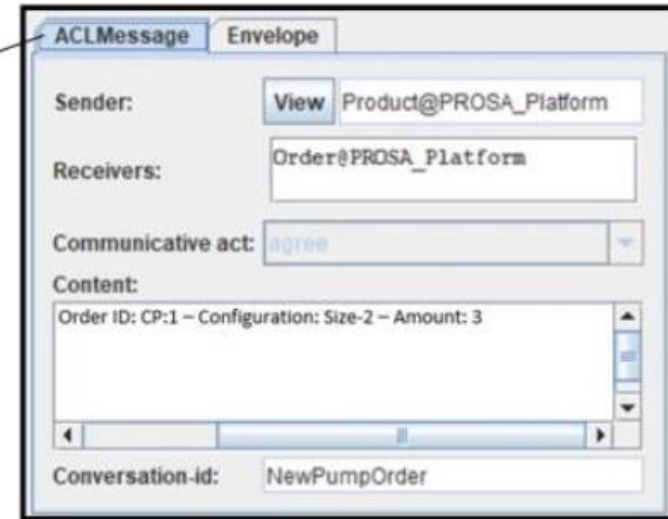 ACLMessage Envelope
Sender: View Product@PROSA_Platform
Receivers: Order@PROSA_Platform
Communicative act: agree
Content:
Order ID: CP:1 – Configuration: Size-2 – Amount: 3
Conversation-id: NewPumpOrder